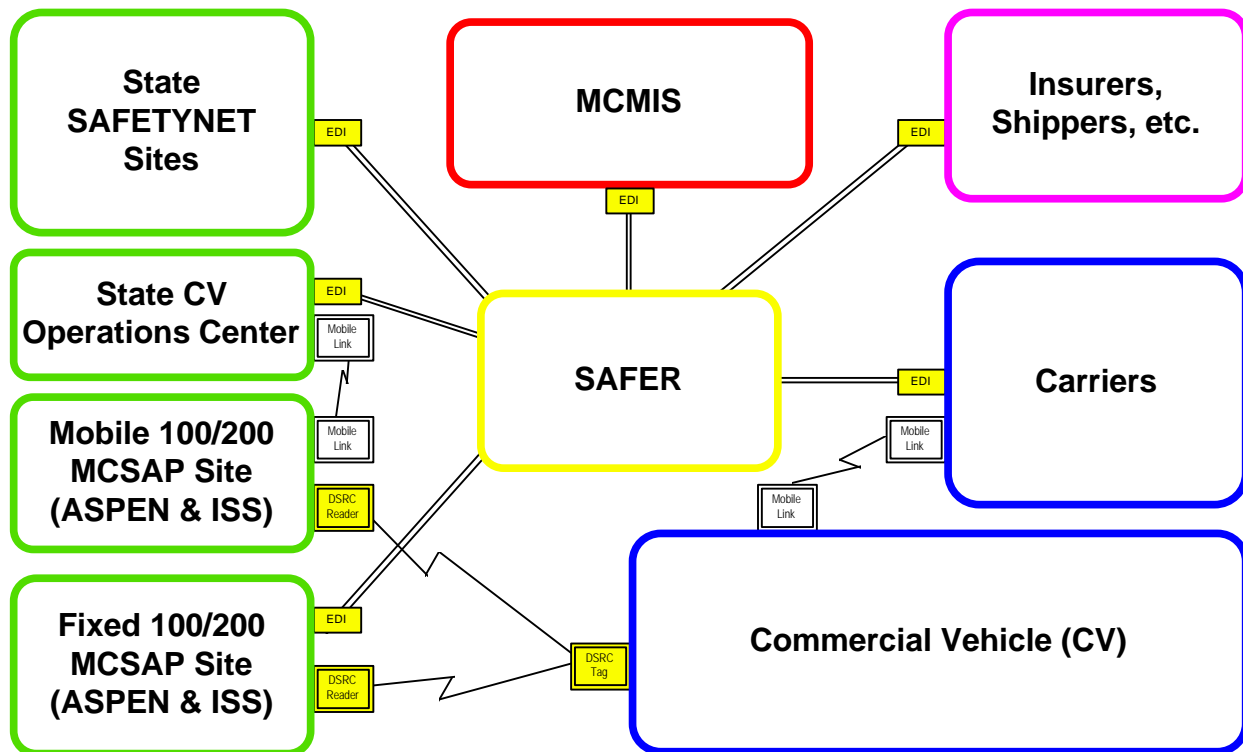 State
SAFETYNET
Sites
EDI
MCMIS
EDI
Insurers,
Shippers, etc.
EDI
State CV
Operations Center
EDI
Mobile
Link
SAFER
EDI
Carriers
Mobile
Link
Mobile 100/200
MCSAP Site
(ASPEN & ISS)
Mobile
Link
DSRC
Reader
Mobile
Link
Fixed 100/200
MCSAP Site
(ASPEN & ISS)
EDI
DSRC
Reader
DSRC
Tag
Commercial Vehicle (CV)